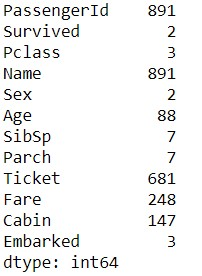 PassengerId 891
Survived 2
Pclass 3
Name 891
Sex 2
Age 88
SibSp 7
Parch 7
Ticket 681
Fare 248
Cabin 147
Embarked 3
dtype: int64